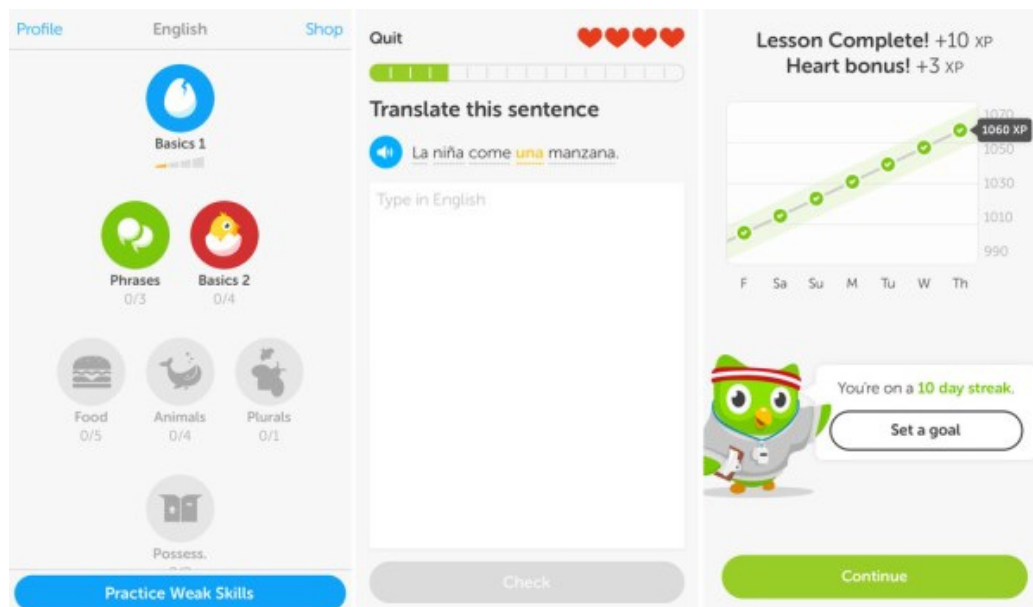 Profile English Shop
Basics 1
Phrases Basics 2
0/3 0/4
Food Animals Plurals
0/5 0/4 0/1
Possess.
Practice Weak Skills
Quit
Translate this sentence
La niña come una manzana.
Type in English
Check
Lesson Complete! +10 XP
Heart bonus! +3 XP
1070
1060 XP
1050
1030
1010
990
F Sa Su M Tu W Th
You're on a 10 day streak.
Set a goal
Continue